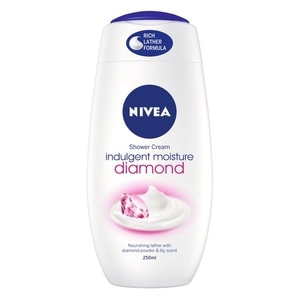 RICH
LATHER
FORMULA
NIVEA
Shower Cream
indulgent moisture
diamond
Nourishing lather with
diamond powder & lily scent
250ml